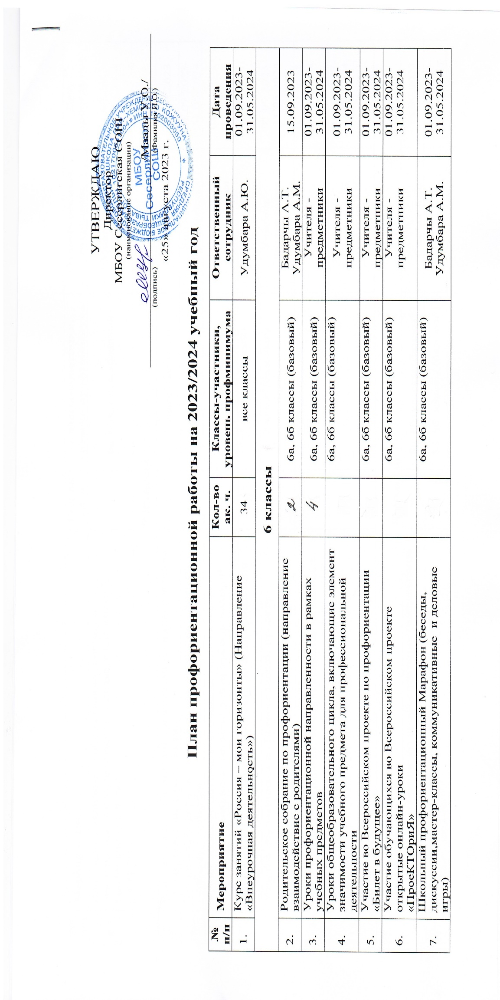 УТВЕРЖДАЮ
Директор
МБОУ Сесерлигская СОШ
(наименование организации)
/Маады У.О./
(подпись) (Фамилия И.О.)
«25» августа 2023 г.
МБОУ
СОШ
План профориентационной работы на 2023/2024 учебный год
№ п/п Мероприятие Кол-во ак. ч. Классы-участники, уровень профминимума Ответственный сотрудник Дата проведения
1. Курс занятий «Россия – мои горизонты» (Направление 34 все классы Удумбара А.Ю. 01.09.2023-
«Внеурочная деятельность») 31.05.2024
6 классы
2. Родительское собрание по профориентации (направление 2 6а, 6б классы (базовый) Бадарчы А.Т. 15.09.2023
взаимодействие с родителями) Удумбара А.М.
3. Уроки профориентационной направленности в рамках 4 6а, 6б классы (базовый) Учителя - 01.09.2023-
учебных предметов предметники 31.05.2024
4. Уроки общеобразовательного цикла, включающие элемент 6а, 6б классы (базовый) Учителя - 01.09.2023-
значимости учебного предмета для профессиональной предметники 31.05.2024
деятельности
5. Участие во Всероссийском проекте по профориентации 6а, 6б классы (базовый) Учителя - 01.09.2023-
«Билет в будущее» предметники 31.05.2024
6. Участие обучающихся во Всероссийском проекте 6а, 6б классы (базовый) Учителя - 01.09.2023-
открытые онлайн-уроки предметники 31.05.2024
«ПроеКТОриЯ»
7. Школьный профориентационный Марафон (беседы, 6а, 6б классы (базовый) Бадарчы А.Т. 01.09.2023-
дискуссии,мастер-классы, коммуникативные и деловые Удумбара А.М. 31.05.2024
игры)